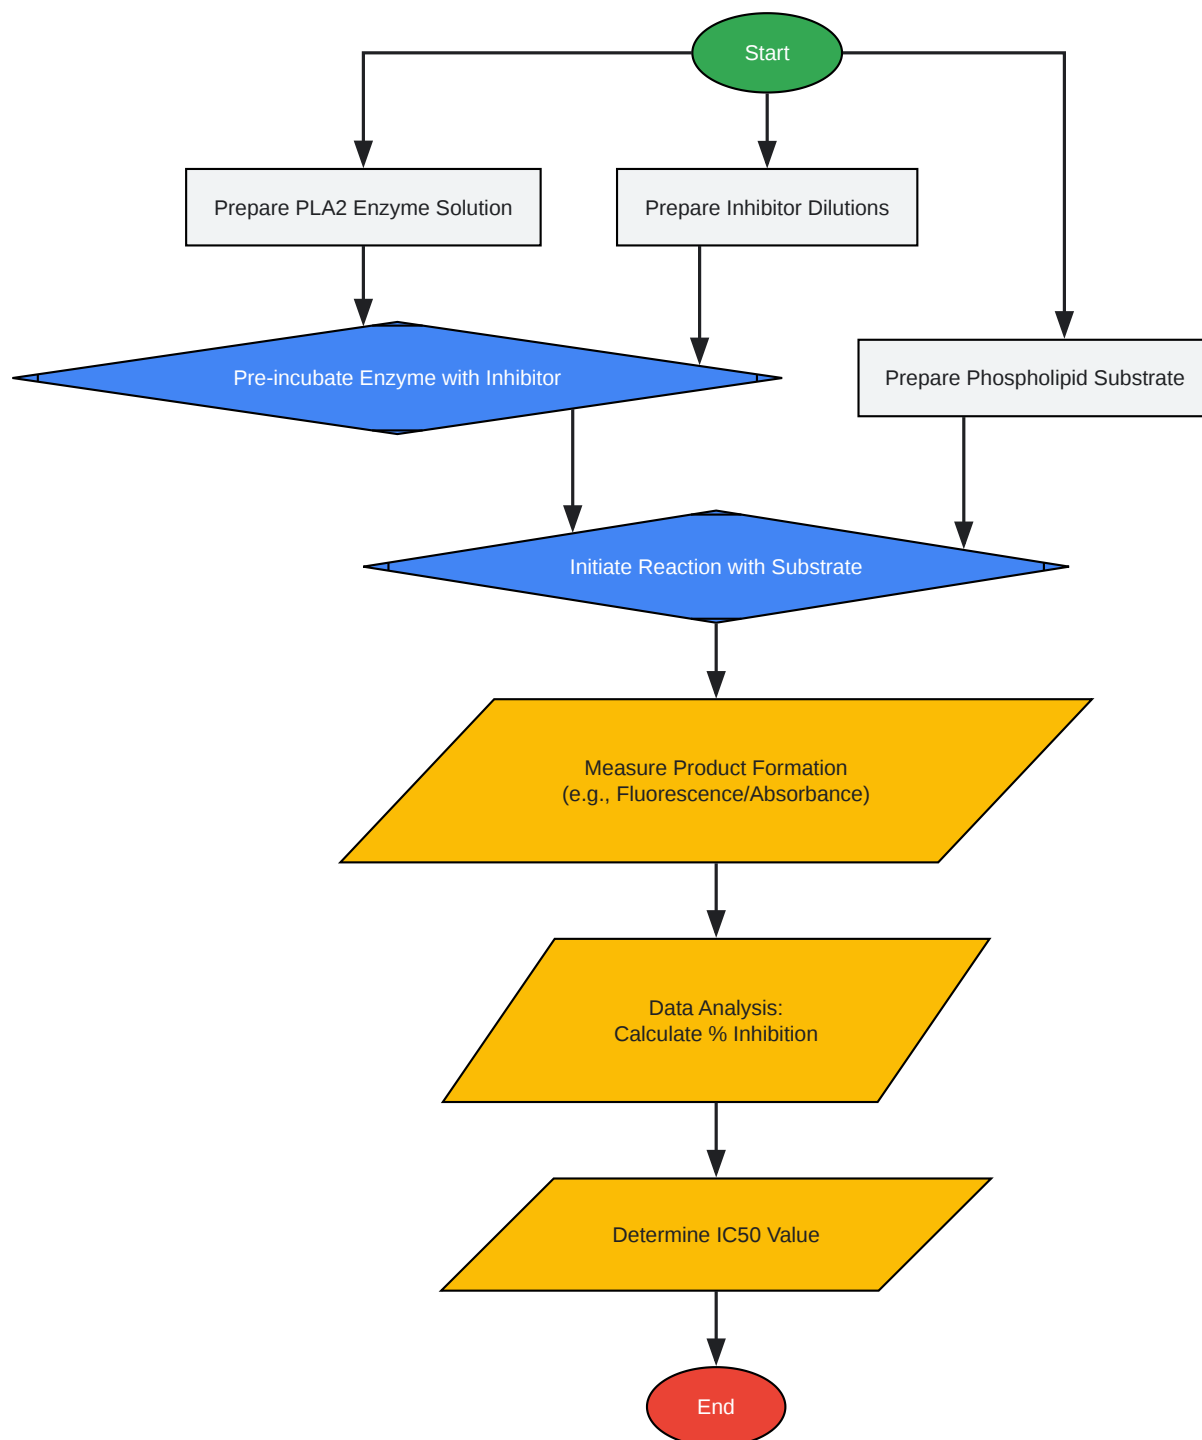 Start
Prepare PLA2 Enzyme Solution
Prepare Inhibitor Dilutions
Pre-incubate Enzyme with Inhibitor
Prepare Phospholipid Substrate
Initiate Reaction with Substrate
Measure Product Formation
(e.g., Fluorescence/Absorbance)
Data Analysis:
Calculate % Inhibition
Determine IC50 Value
End